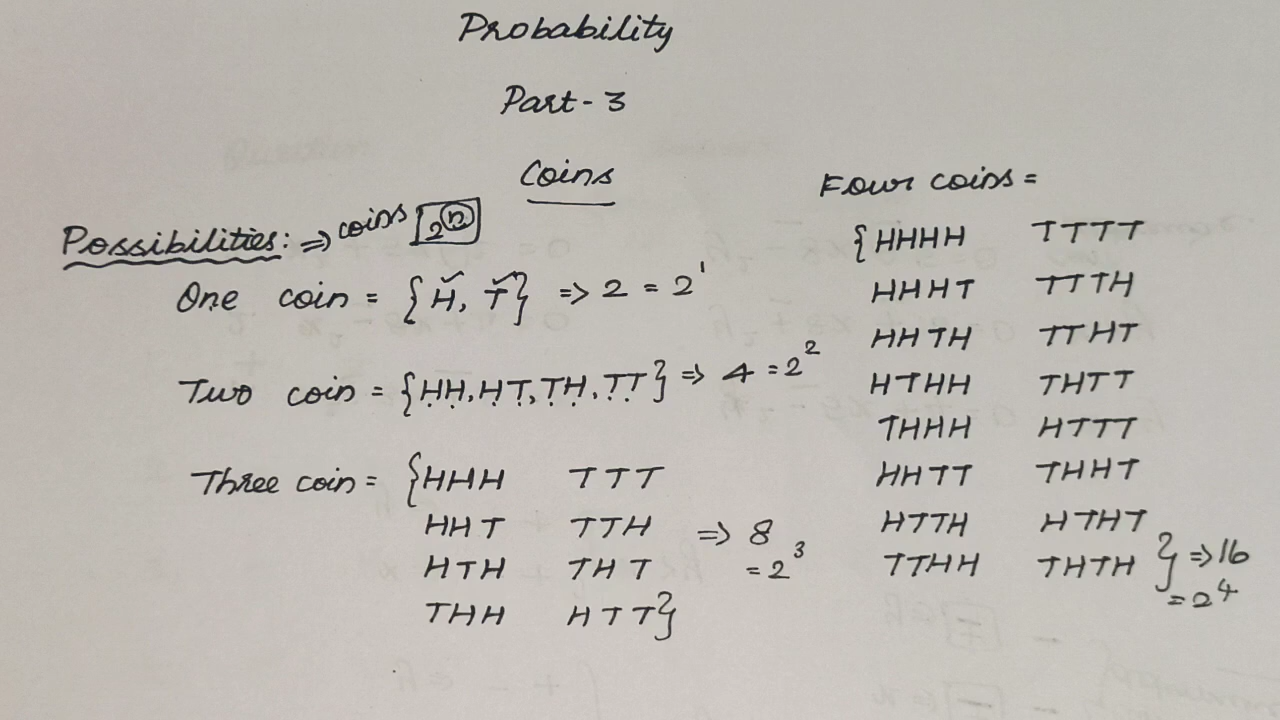 Probability
Part-3
Coins
Possibilities: ⇒ coins 2ⁿ
One coin = {H, T} ⇒ 2 = 2¹
Two coin = {HH, HT, TH, TT} ⇒ 4 = 2²
Three coin = {HHH TTT
HHT TTH ⇒ 8
HTH THT = 2³
THH HTT}
Four coins =
{HHHH TTTT
HHHT TTTH
HHTH TTHT
HTHH THTT
THHH HTTT
HHTT THHT
HTTH HTHT
TTHH THTH } ⇒ 16
= 2⁴